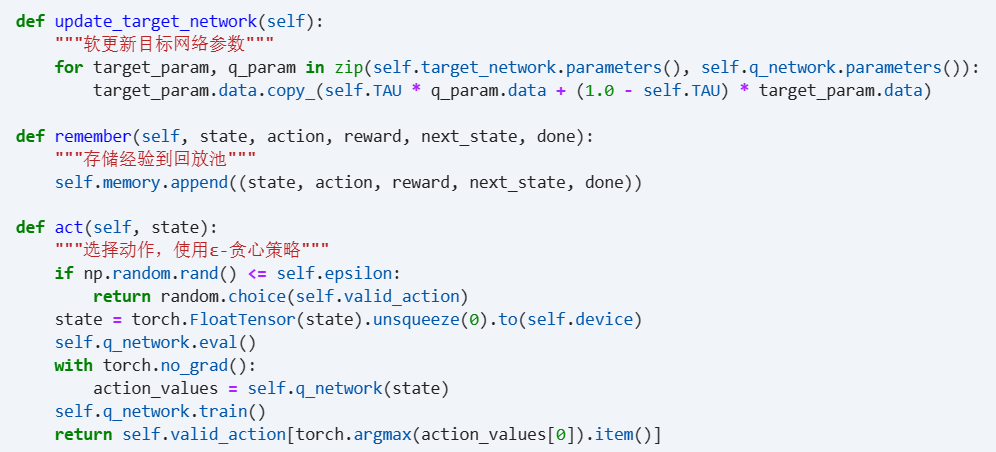 def update_target_network(self):
    """软更新目标网络参数"""
    for target_param, q_param in zip(self.target_network.parameters(), self.q_network.parameters()):
        target_param.data.copy_(self.TAU * q_param.data + (1.0 - self.TAU) * target_param.data)

def remember(self, state, action, reward, next_state, done):
    """存储经验到回放池"""
    self.memory.append((state, action, reward, next_state, done))

def act(self, state):
    """选择动作，使用ε-贪心策略"""
    if np.random.rand() <= self.epsilon:
        return random.choice(self.valid_action)
    state = torch.FloatTensor(state).unsqueeze(0).to(self.device)
    self.q_network.eval()
    with torch.no_grad():
        action_values = self.q_network(state)
    self.q_network.train()
    return self.valid_action[torch.argmax(action_values[0]).item()]